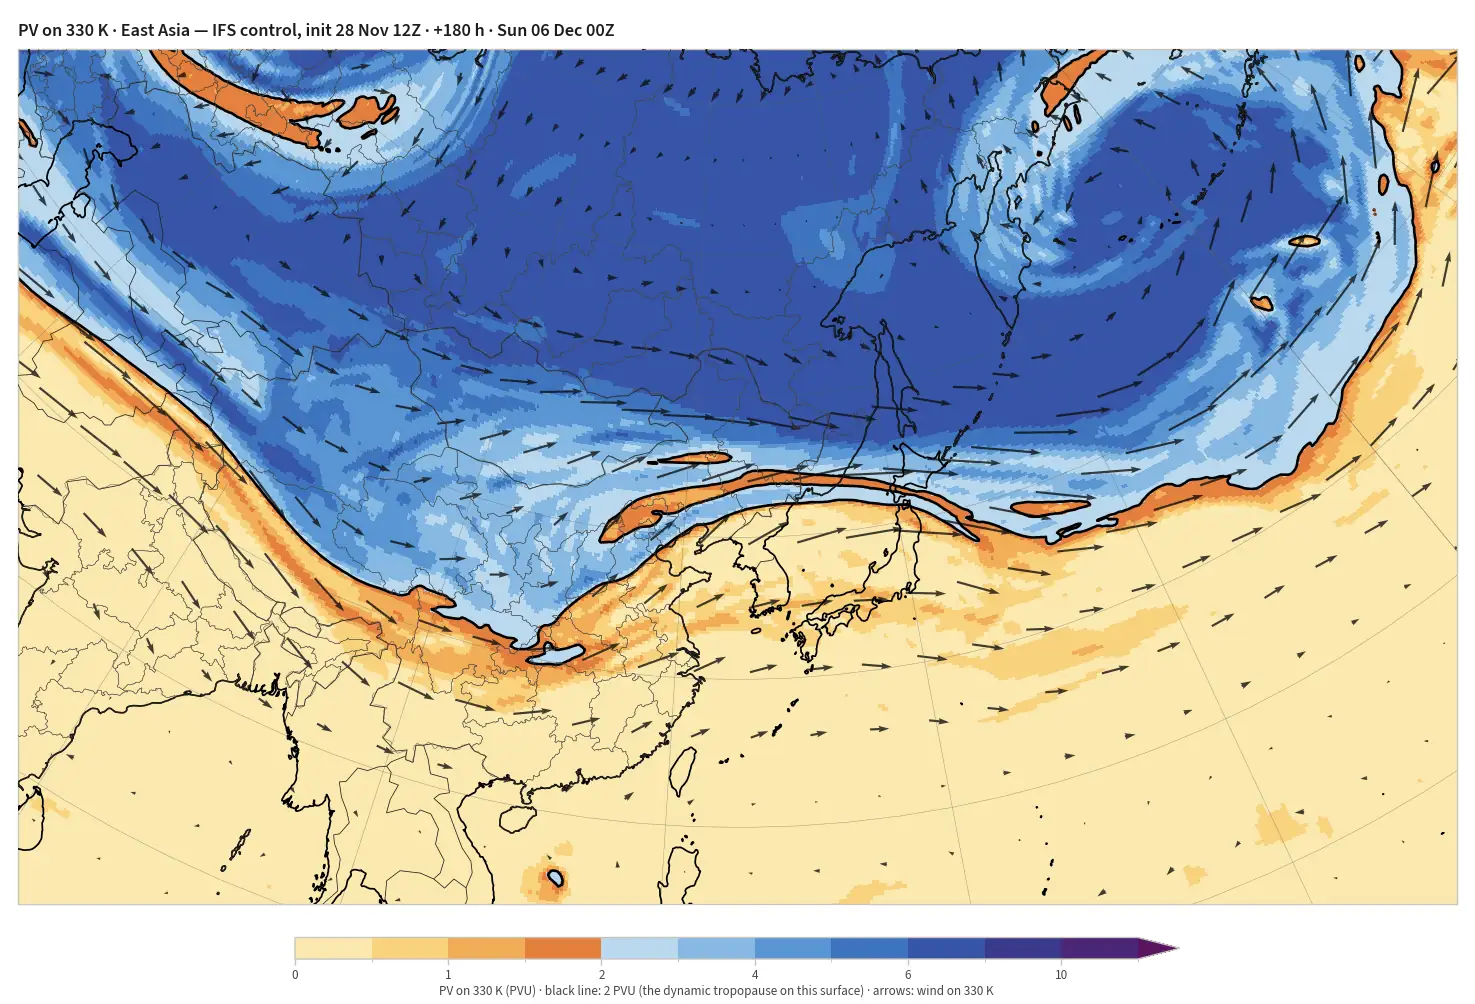 PV on 330 K · East Asia — IFS control, init 28 Nov 12Z · +180 h · Sun 06 Dec 00Z
0 1 2 4 6 10
PV on 330 K (PVU) · black line: 2 PVU (the dynamic tropopause on this surface) · arrows: wind on 330 K